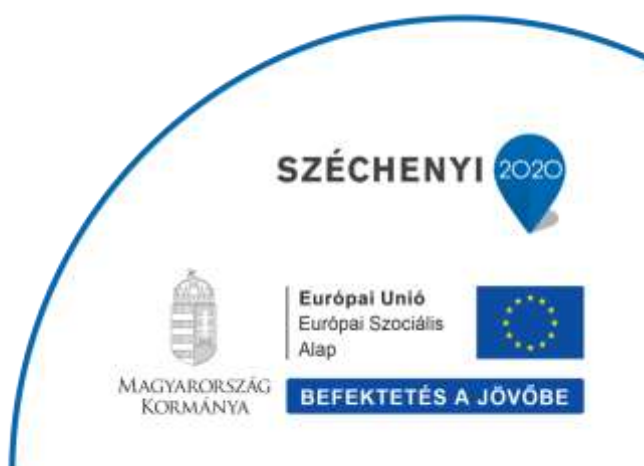 SZÉCHENYI 2020
Európai Unió
Európai Szociális
Alap
MAGYARORSZÁG
KORMÁNYA
BEFEKTETÉS A JÖVŐBE